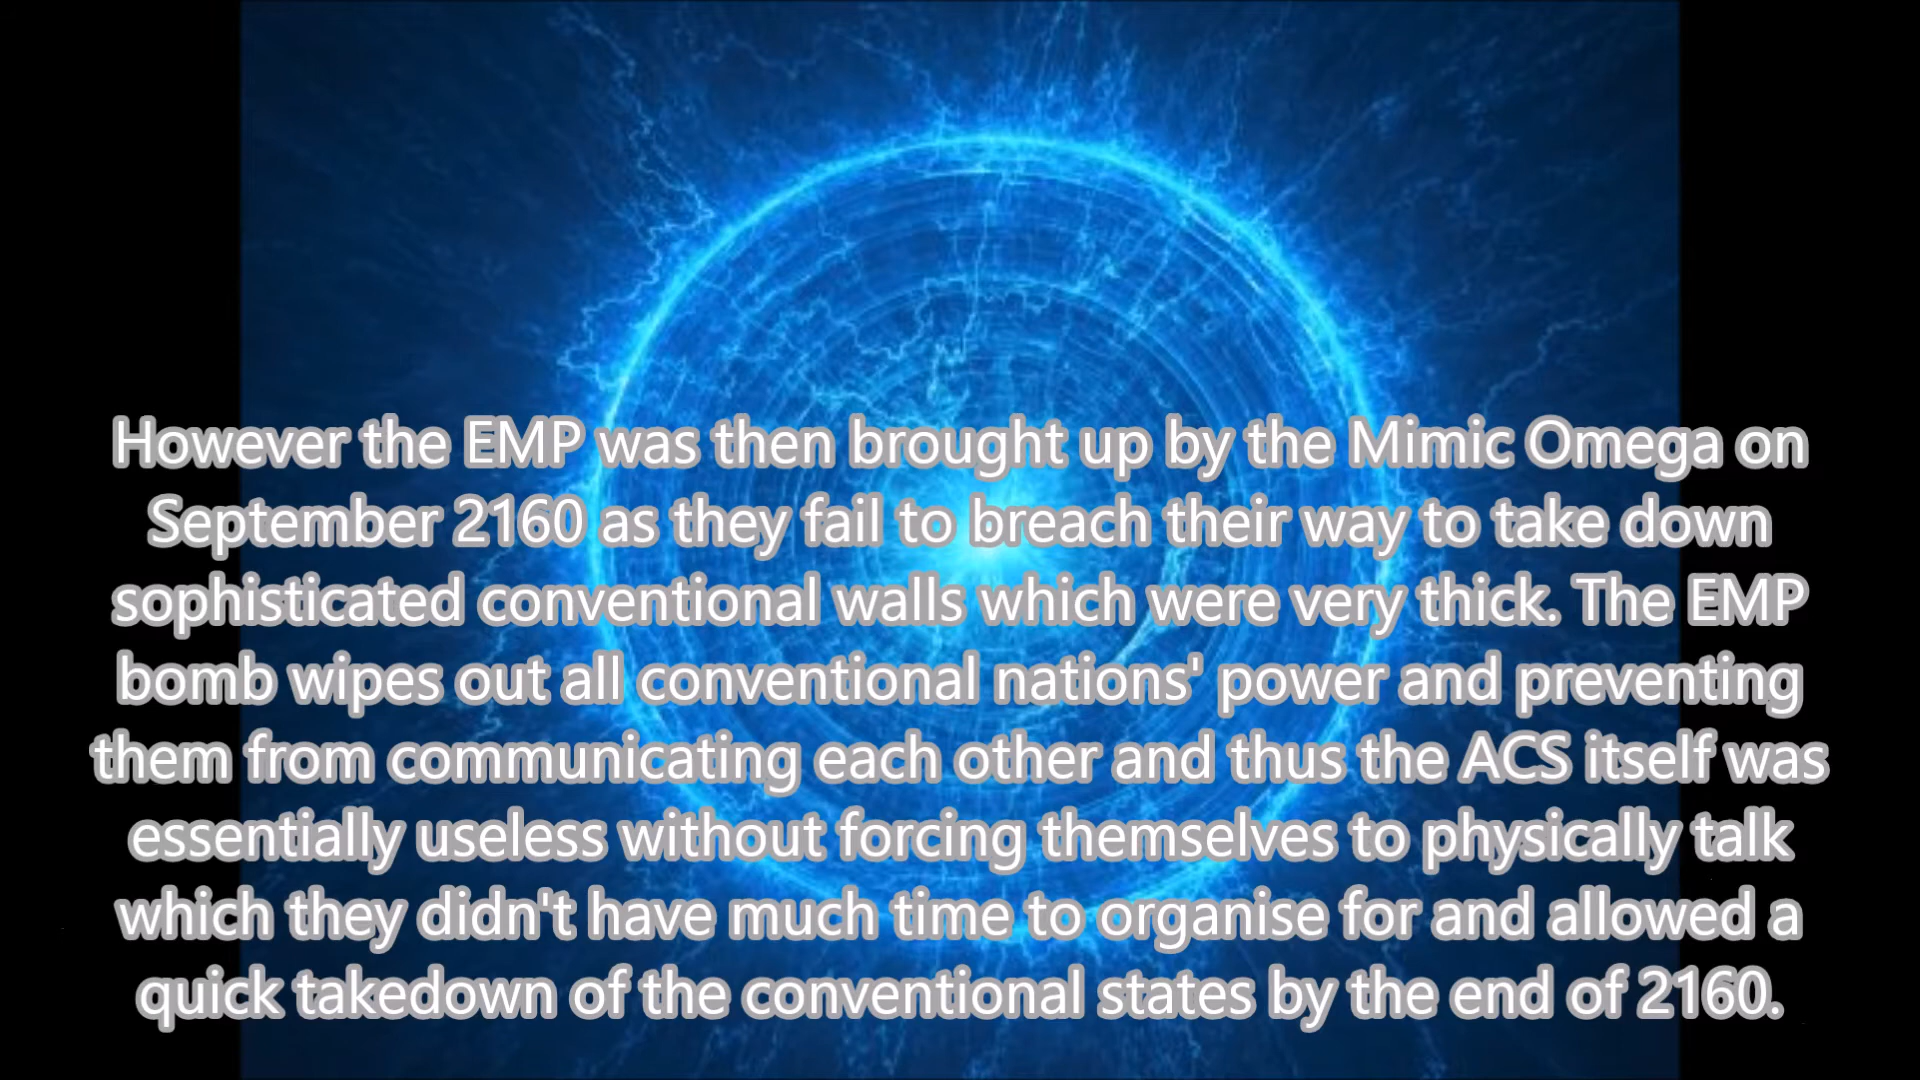 However the EMP was then brought up by the Mimic Omega on
September 2160 as they fail to breach their way to take down
sophisticated conventional walls which were very thick. The EMP
bomb wipes out all conventional nations' power and preventing
them from communicating each other and thus the ACS itself was
essentially useless without forcing themselves to physically talk
which they didn't have much time to organise for and allowed a
quick takedown of the conventional states by the end of 2160.